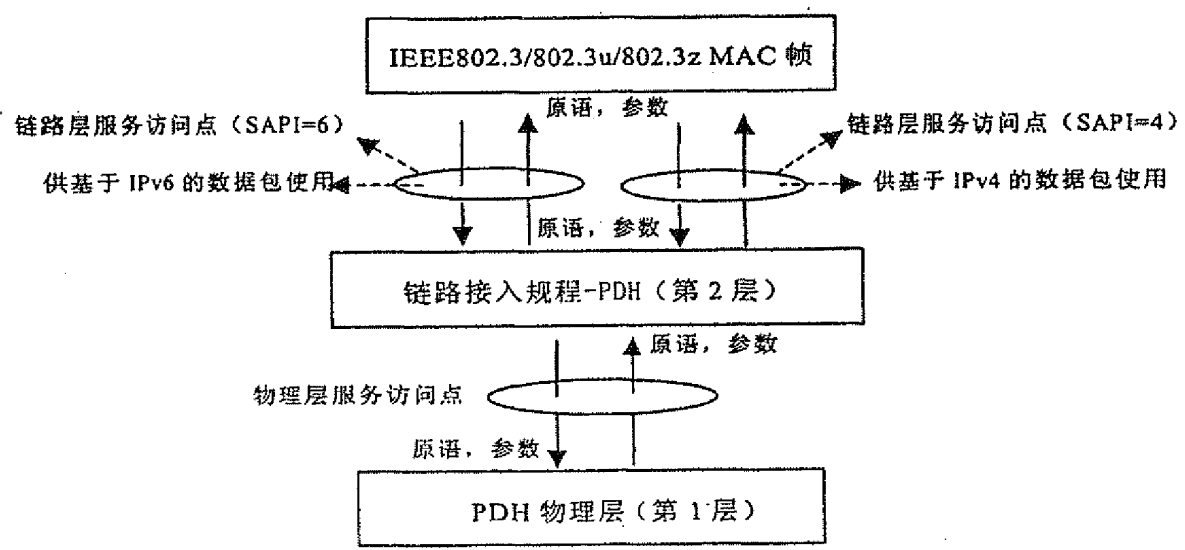 IEEE802.3/802.3u/802.3z MAC 帧
原语，参数
链路层服务访问点（SAPI=6）
链路层服务访问点（SAPI=4）
供基于 IPv6 的数据包使用
供基于 IPv4 的数据包使用
原语，参数
链路接入规程-PDH（第 2 层）
原语，参数
物理层服务访问点
原语，参数
PDH 物理层（第 1 层）